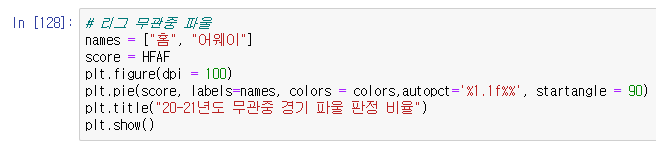 In [128]: # 리그 무관중 파울
names = ["홈", "어웨이"]
score = HFAF
plt.figure(dpi = 100)
plt.pie(score, labels=names, colors = colors,autopct='%1.1f%%', startangle = 90)
plt.title("20-21년도 무관중 경기 파울 판정 비율")
plt.show()